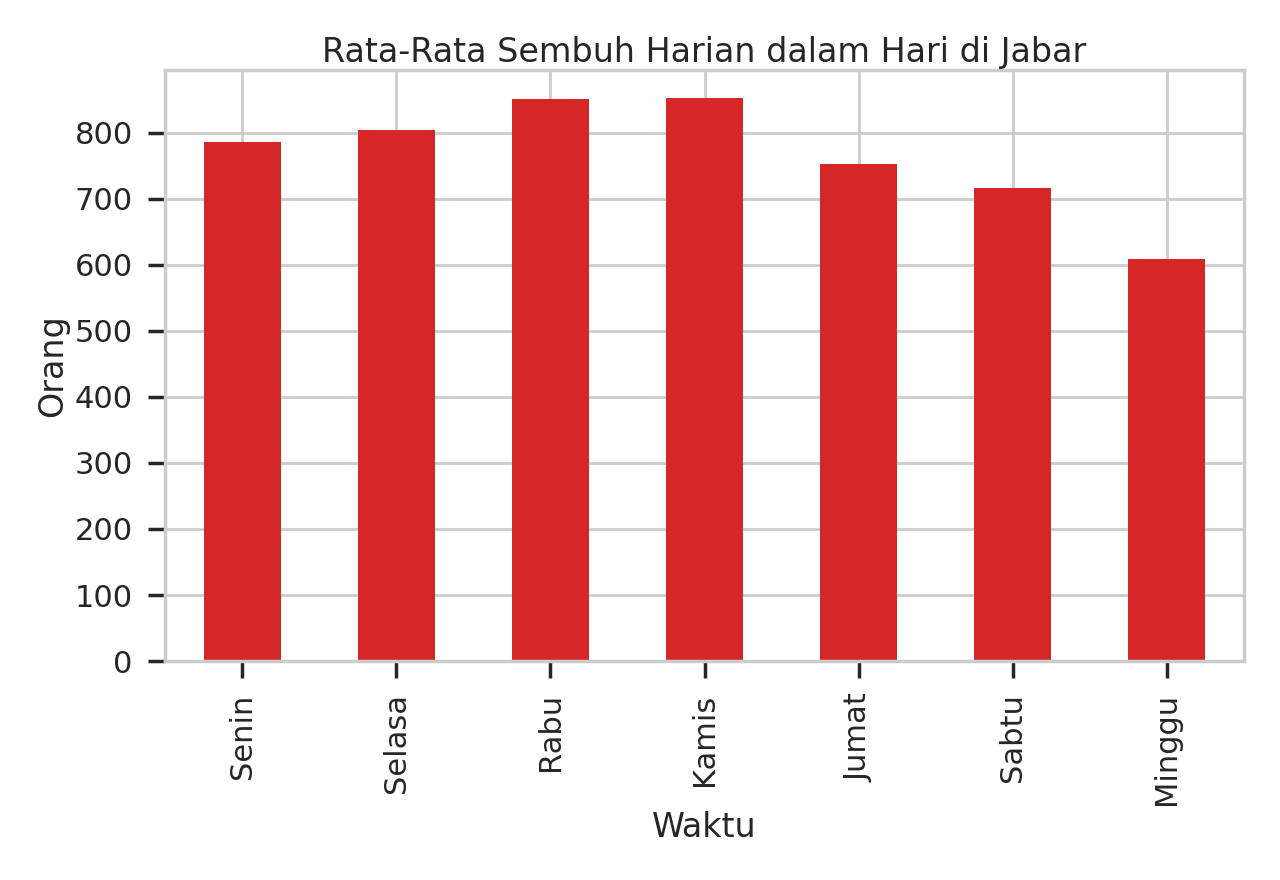 Rata-Rata Sembuh Harian dalam Hari di Jabar
Orang
800
700
600
500
400
300
200
100
0
Senin
Selasa
Rabu
Kamis
Jumat
Sabtu
Minggu
Waktu